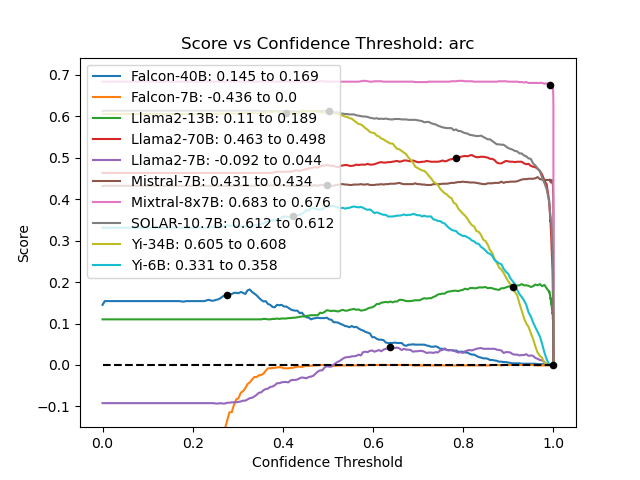 Score vs Confidence Threshold: arc
Falcon-40B: 0.145 to 0.169
Falcon-7B: -0.436 to 0.0
Llama2-13B: 0.11 to 0.189
Llama2-70B: 0.463 to 0.498
Llama2-7B: -0.092 to 0.044
Mistral-7B: 0.431 to 0.434
Mixtral-8x7B: 0.683 to 0.676
SOLAR-10.7B: 0.612 to 0.612
Yi-34B: 0.605 to 0.608
Yi-6B: 0.331 to 0.358
Score
0.7
0.6
0.5
0.4
0.3
0.2
0.1
0.0
−0.1
0.0 0.2 0.4 0.6 0.8 1.0
Confidence Threshold